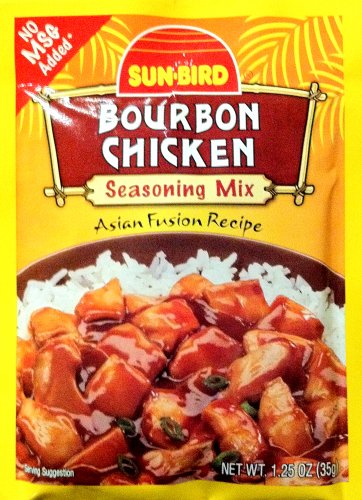 NO
MSG
Added*
SUN·BIRD
BOURBON
CHICKEN
Seasoning Mix
Asian Fusion Recipe
Serving Suggestion
NET WT. 1.25 OZ (35g)